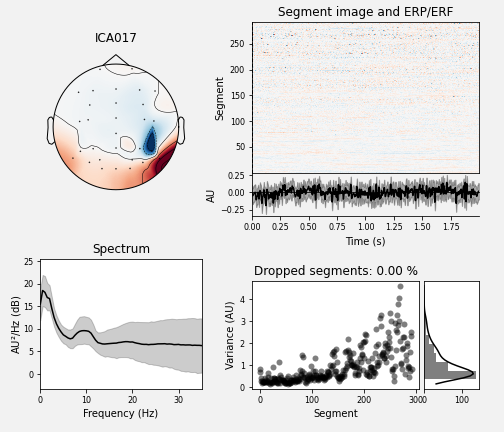 ICA017
Segment image and ERP/ERF
Segment
250
200
150
100
50
AU
0.25
0.00
−0.25
0.00 0.25 0.50 0.75 1.00 1.25 1.50 1.75
Time (s)
Spectrum
AU²/Hz (dB)
25
20
15
10
5
0
0 10 20 30
Frequency (Hz)
Dropped segments: 0.00 %
Variance (AU)
4
3
2
1
0
0 100 200 300
Segment
0 100